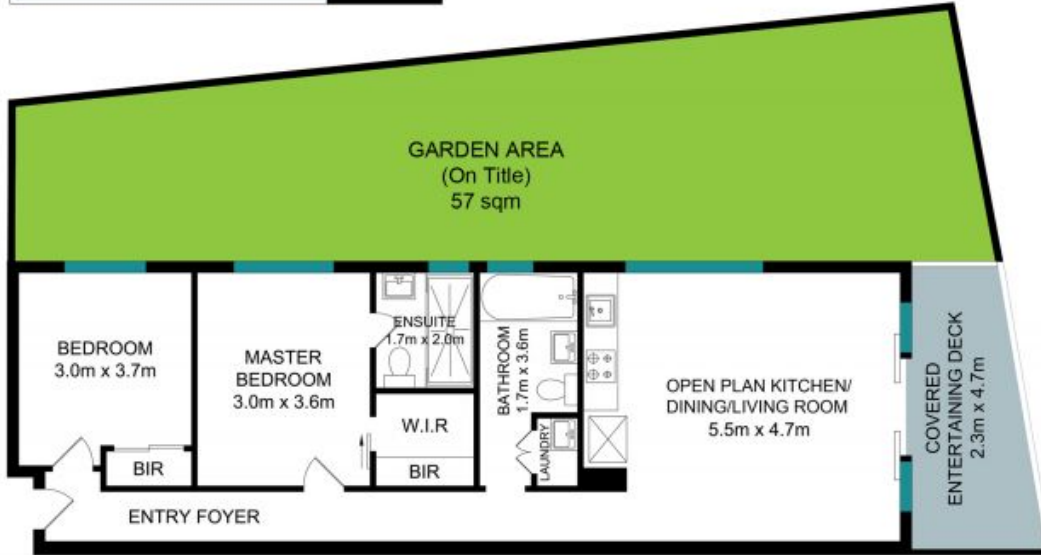 GARDEN AREA
(On Title)
57 sqm
BEDROOM
3.0m x 3.7m
BIR
MASTER
BEDROOM
3.0m x 3.6m
ENSUITE
1.7m x 2.0m
W.I.R
BIR
BATHROOM
1.7m x 3.6m
LAUNDRY
OPEN PLAN KITCHEN/
DINING/LIVING ROOM
5.5m x 4.7m
COVERED
ENTERTAINING DECK
2.3m x 4.7m
ENTRY FOYER